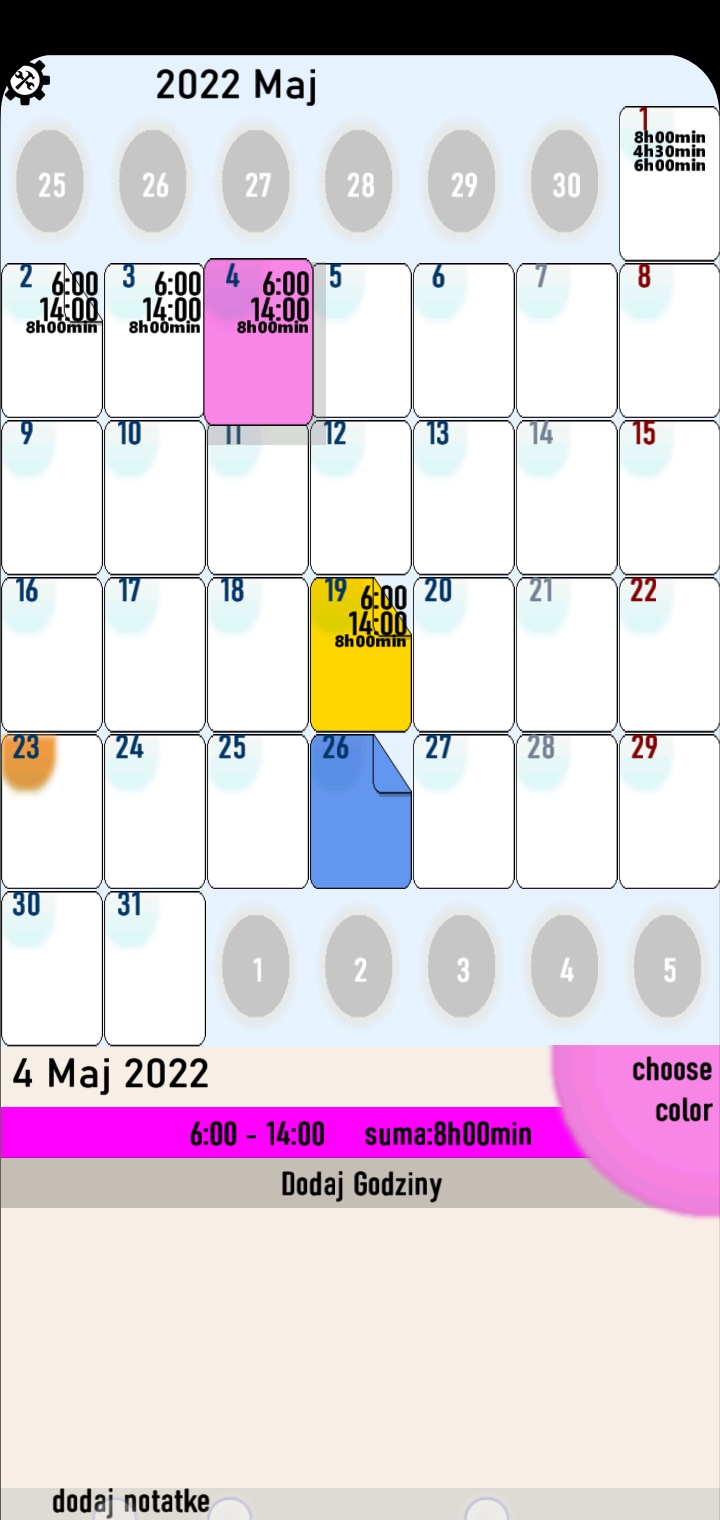 2022 Maj
25 26 27 28 29 30 1
8h00min
4h30min
6h00min
2 6:00 3 6:00 4 6:00 5 6 7 8
14:00 14:00 14:00
8h00min 8h00min 8h00min
9 10 11 12 13 14 15
16 17 18 19 6:00 20 21 22
14:00
8h00min
23 24 25 26 27 28 29
30 31 1 2 3 4 5
4 Maj 2022
choose
color
6:00 - 14:00 suma:8h00min
Dodaj Godziny
dodaj notatke